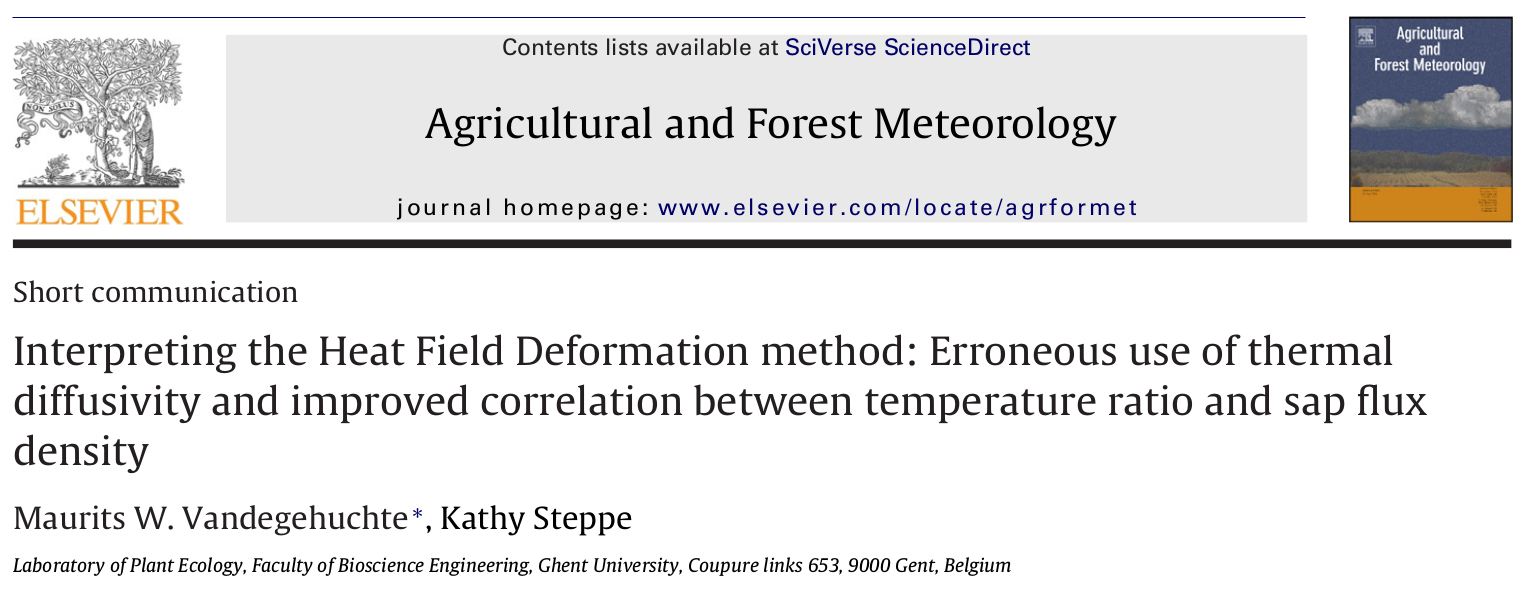 Contents lists available at SciVerse ScienceDirect
Agricultural and Forest Meteorology
journal homepage: www.elsevier.com/locate/agrformet
NON SOLUS
ELSEVIER
Agricultural
and
Forest Meteorology
Short communication
Interpreting the Heat Field Deformation method: Erroneous use of thermal
diffusivity and improved correlation between temperature ratio and sap flux
density
Maurits W. Vandegehuchte*, Kathy Steppe
Laboratory of Plant Ecology, Faculty of Bioscience Engineering, Ghent University, Coupure links 653, 9000 Gent, Belgium